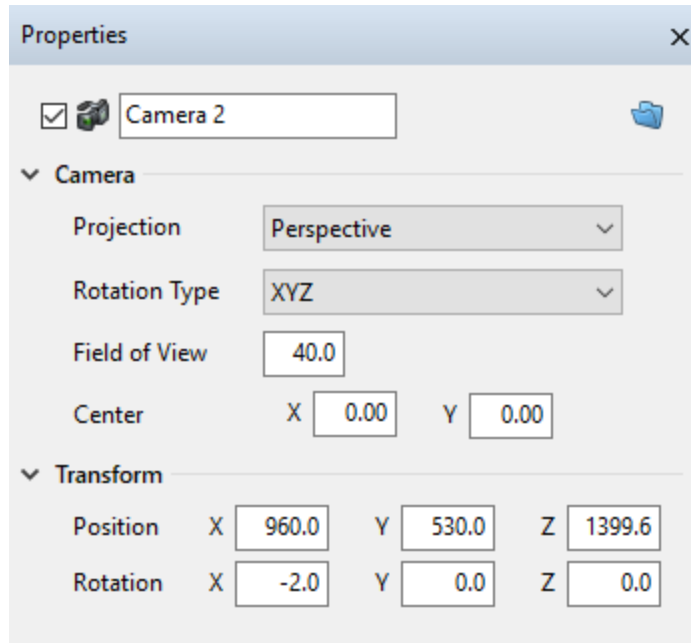 Properties
Camera 2
Camera
Projection Perspective
Rotation Type XYZ
Field of View 40.0
Center X 0.00 Y 0.00
Transform
Position X 960.0 Y 530.0 Z 1399.6
Rotation X -2.0 Y 0.0 Z 0.0